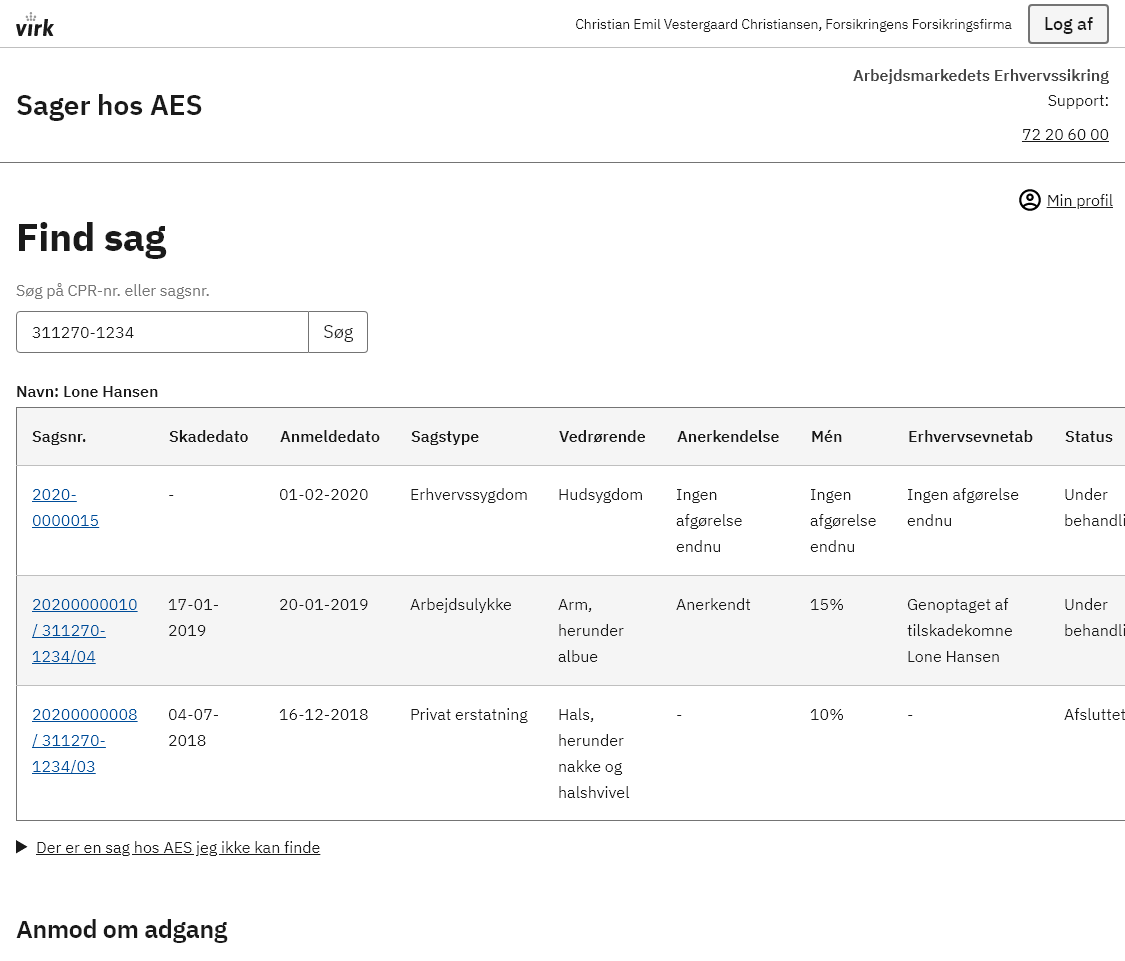 virk
Christian Emil Vestergaard Christiansen, Forsikringens Forsikringsfirma
Log af
Sager hos AES
Arbejdsmarkedets Erhvervssikring
Support:
72 20 60 00
Min profil
Find sag
Søg på CPR-nr. eller sagsnr.
311270-1234 Søg
Navn: Lone Hansen
Sagsnr. Skadedato Anmeldedato Sagstype Vedrørende Anerkendelse Mén Erhvervsevnetab Status
2020- - 01-02-2020 Erhvervssygdom Hudsygdom Ingen Ingen Ingen afgørelse Under
0000015 afgørelse afgørelse endnu behandli
endnu endnu
20200000010 17-01- 20-01-2019 Arbejdsulykke Arm, Anerkendt 15% Genoptaget af Under
/ 311270- 2019 herunder tilskadekomne behandli
1234/04 albue Lone Hansen
20200000008 04-07- 16-12-2018 Privat erstatning Hals, - 10% - Afsluttet
/ 311270- 2018 herunder
1234/03 nakke og
halshvivel
Der er en sag hos AES jeg ikke kan finde
Anmod om adgang